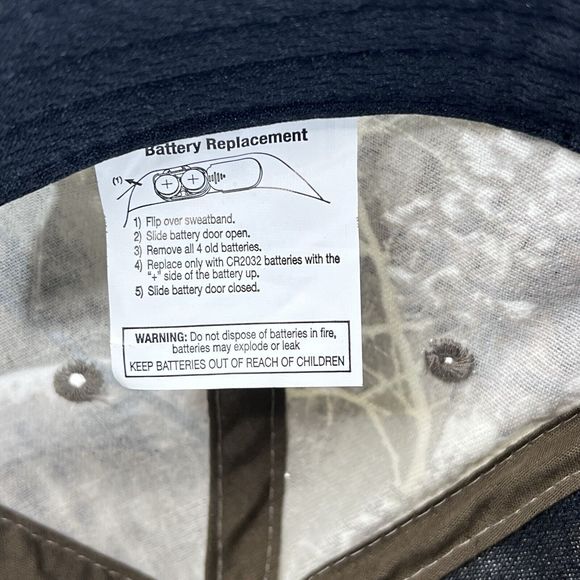 Battery Replacement
(1)
+ +
1) Flip over sweatband.
2) Slide battery door open.
3) Remove all 4 old batteries.
4) Replace only with CR2032 batteries with the
"+" side of the battery up.
5) Slide battery door closed.
WARNING: Do not dispose of batteries in fire,
batteries may explode or leak
KEEP BATTERIES OUT OF REACH OF CHILDREN